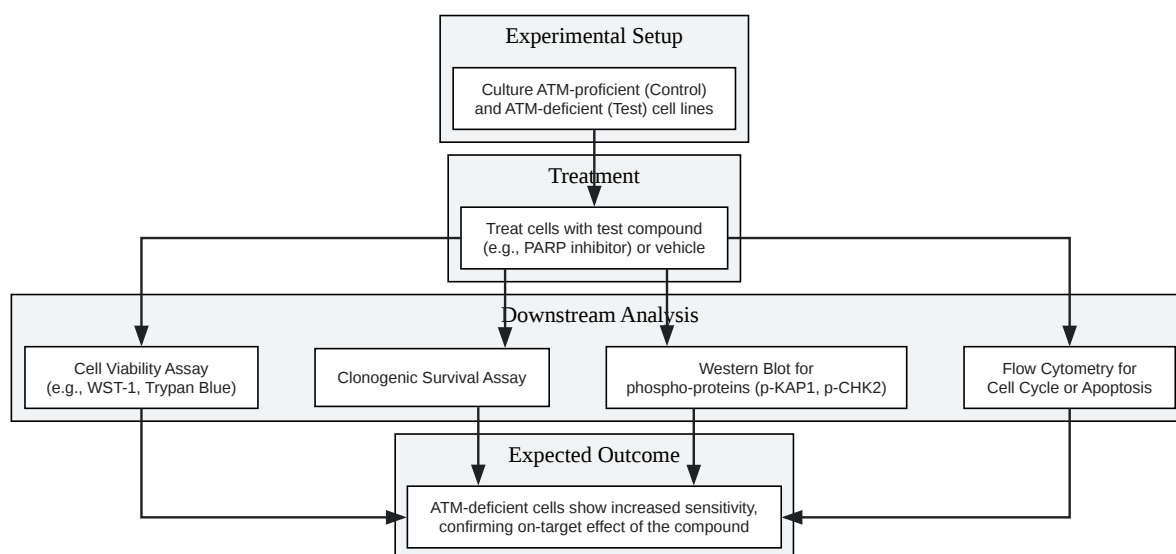 Experimental Setup
Culture ATM-proficient (Control)
and ATM-deficient (Test) cell lines
Treatment
Treat cells with test compound
(e.g., PARP inhibitor) or vehicle
Downstream Analysis
Cell Viability Assay
(e.g., WST-1, Trypan Blue)
Clonogenic Survival Assay
Western Blot for
phospho-proteins (p-KAP1, p-CHK2)
Flow Cytometry for
Cell Cycle or Apoptosis
Expected Outcome
ATM-deficient cells show increased sensitivity,
confirming on-target effect of the compound